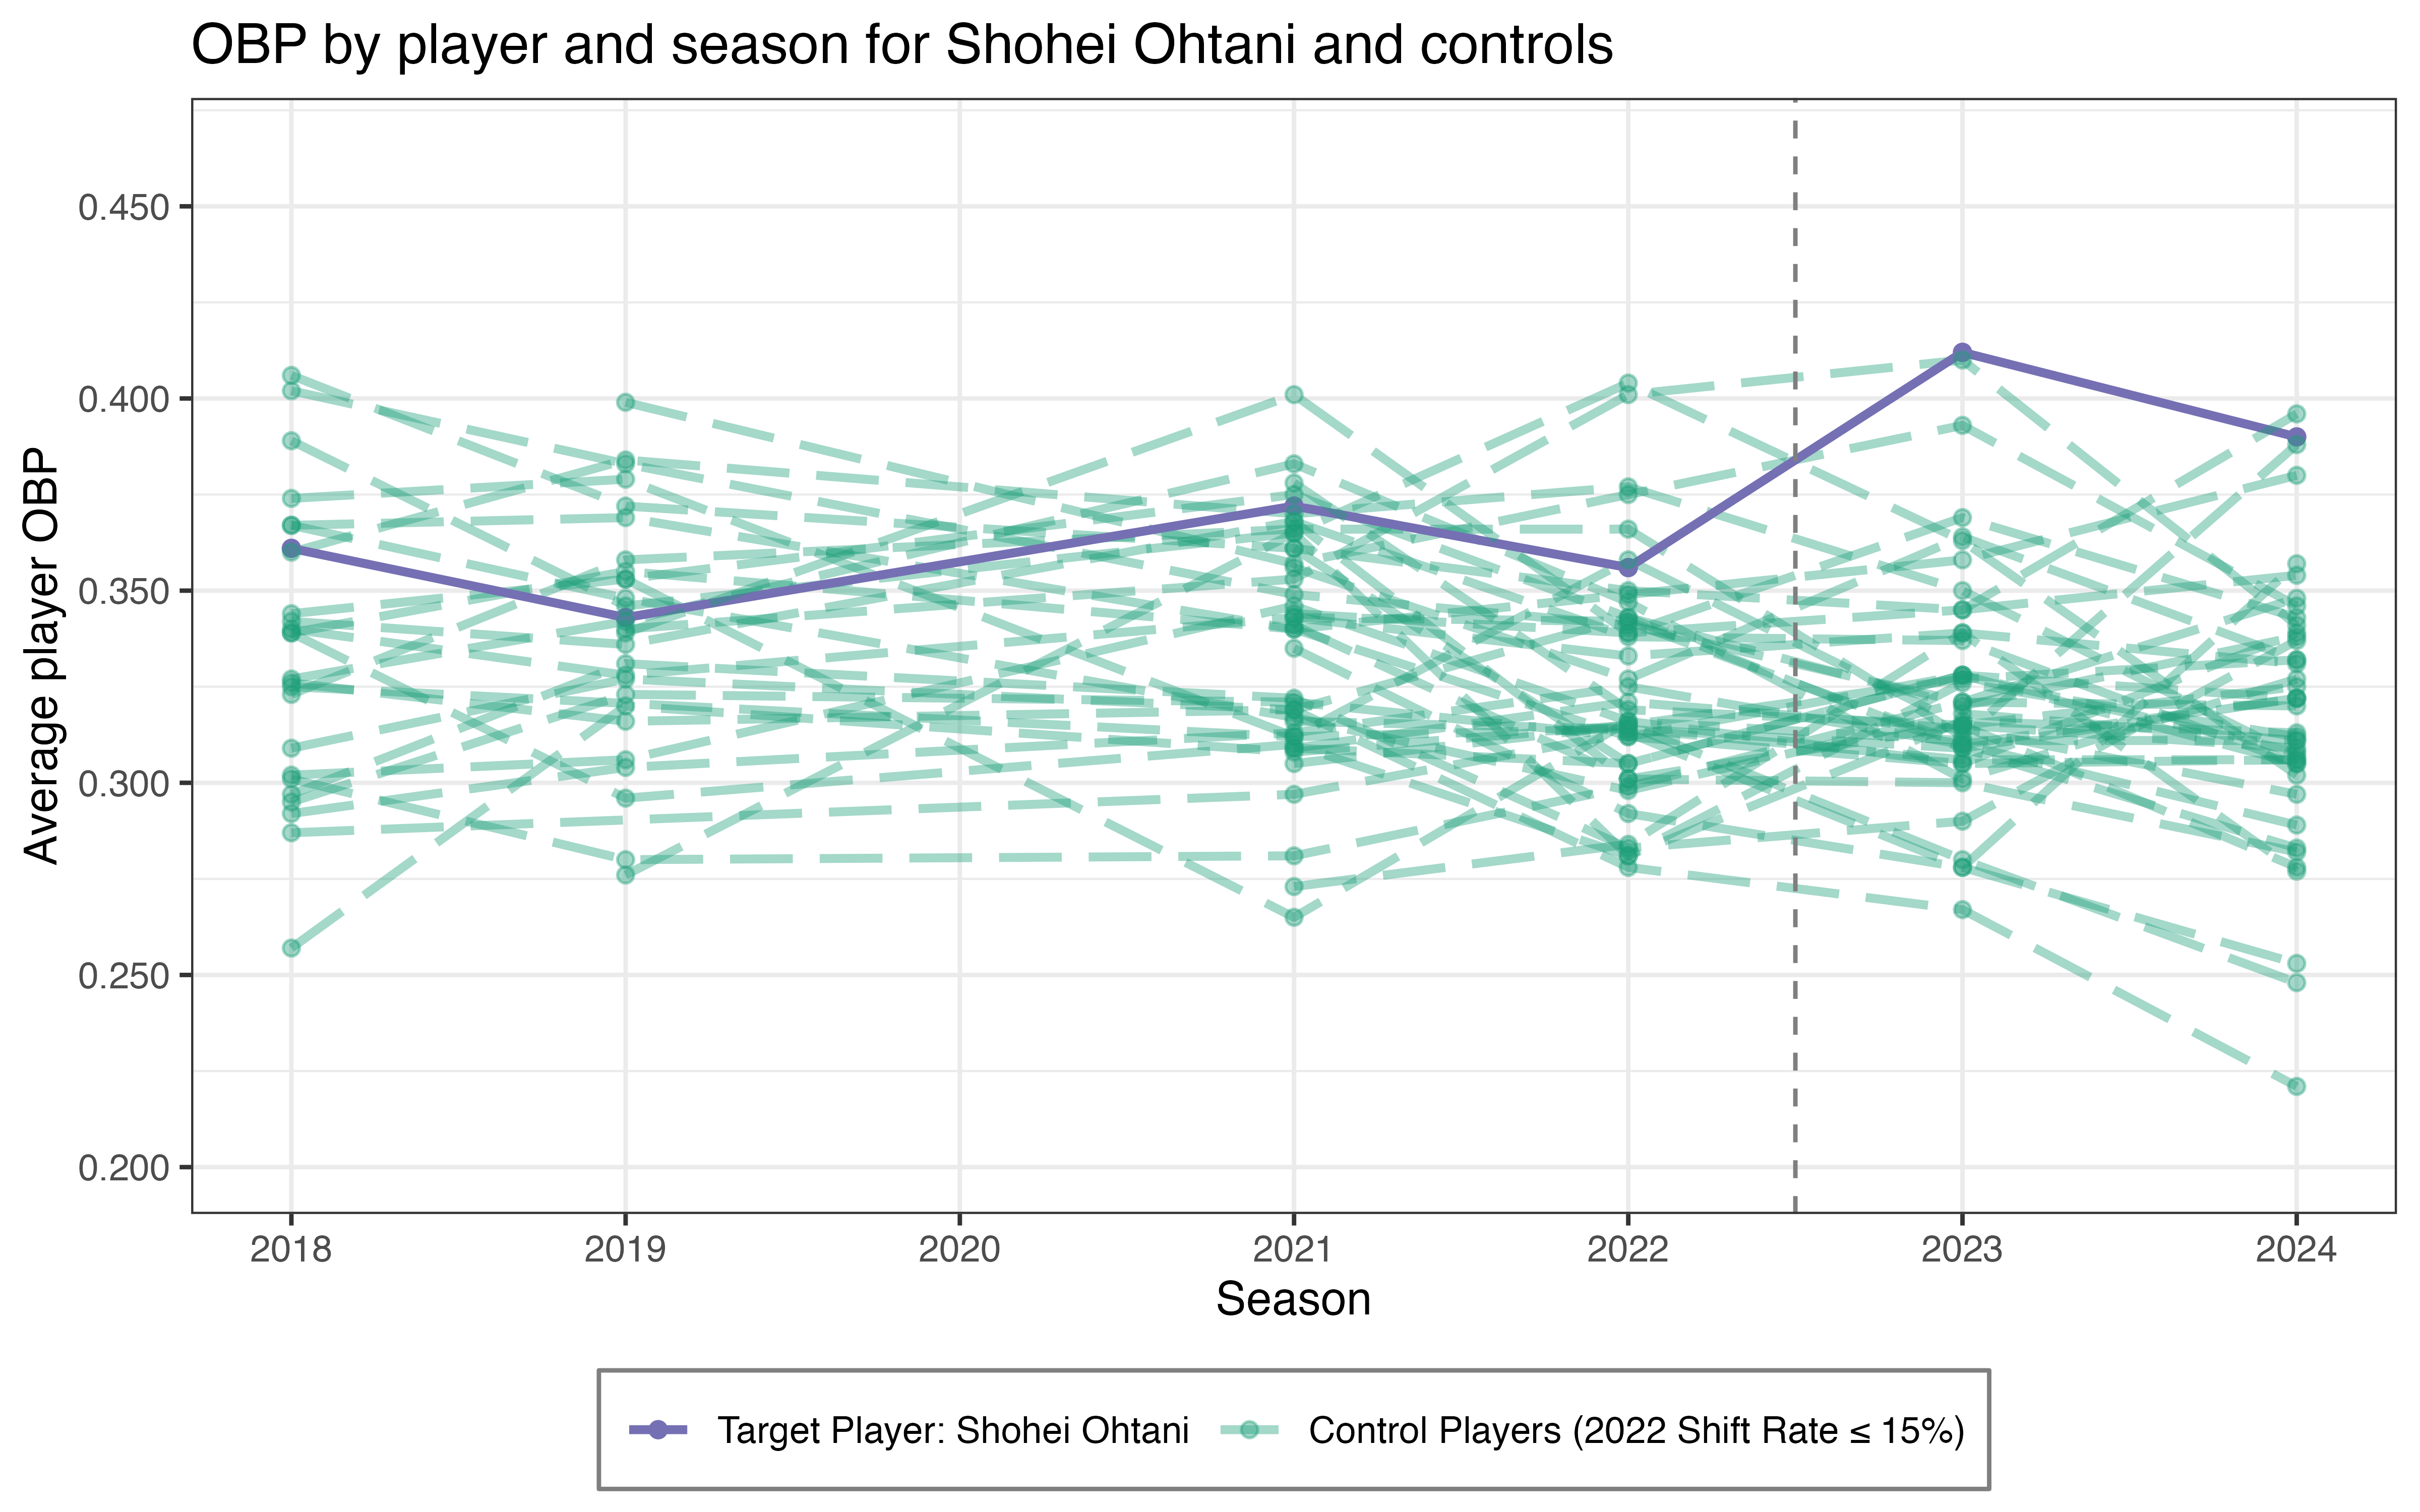 OBP by player and season for Shohei Ohtani and controls
Average player OBP
0.450
0.400
0.350
0.300
0.250
0.200
2018 2019 2020 2021 2022 2023 2024
Season
Target Player: Shohei Ohtani Control Players (2022 Shift Rate ≤ 15%)